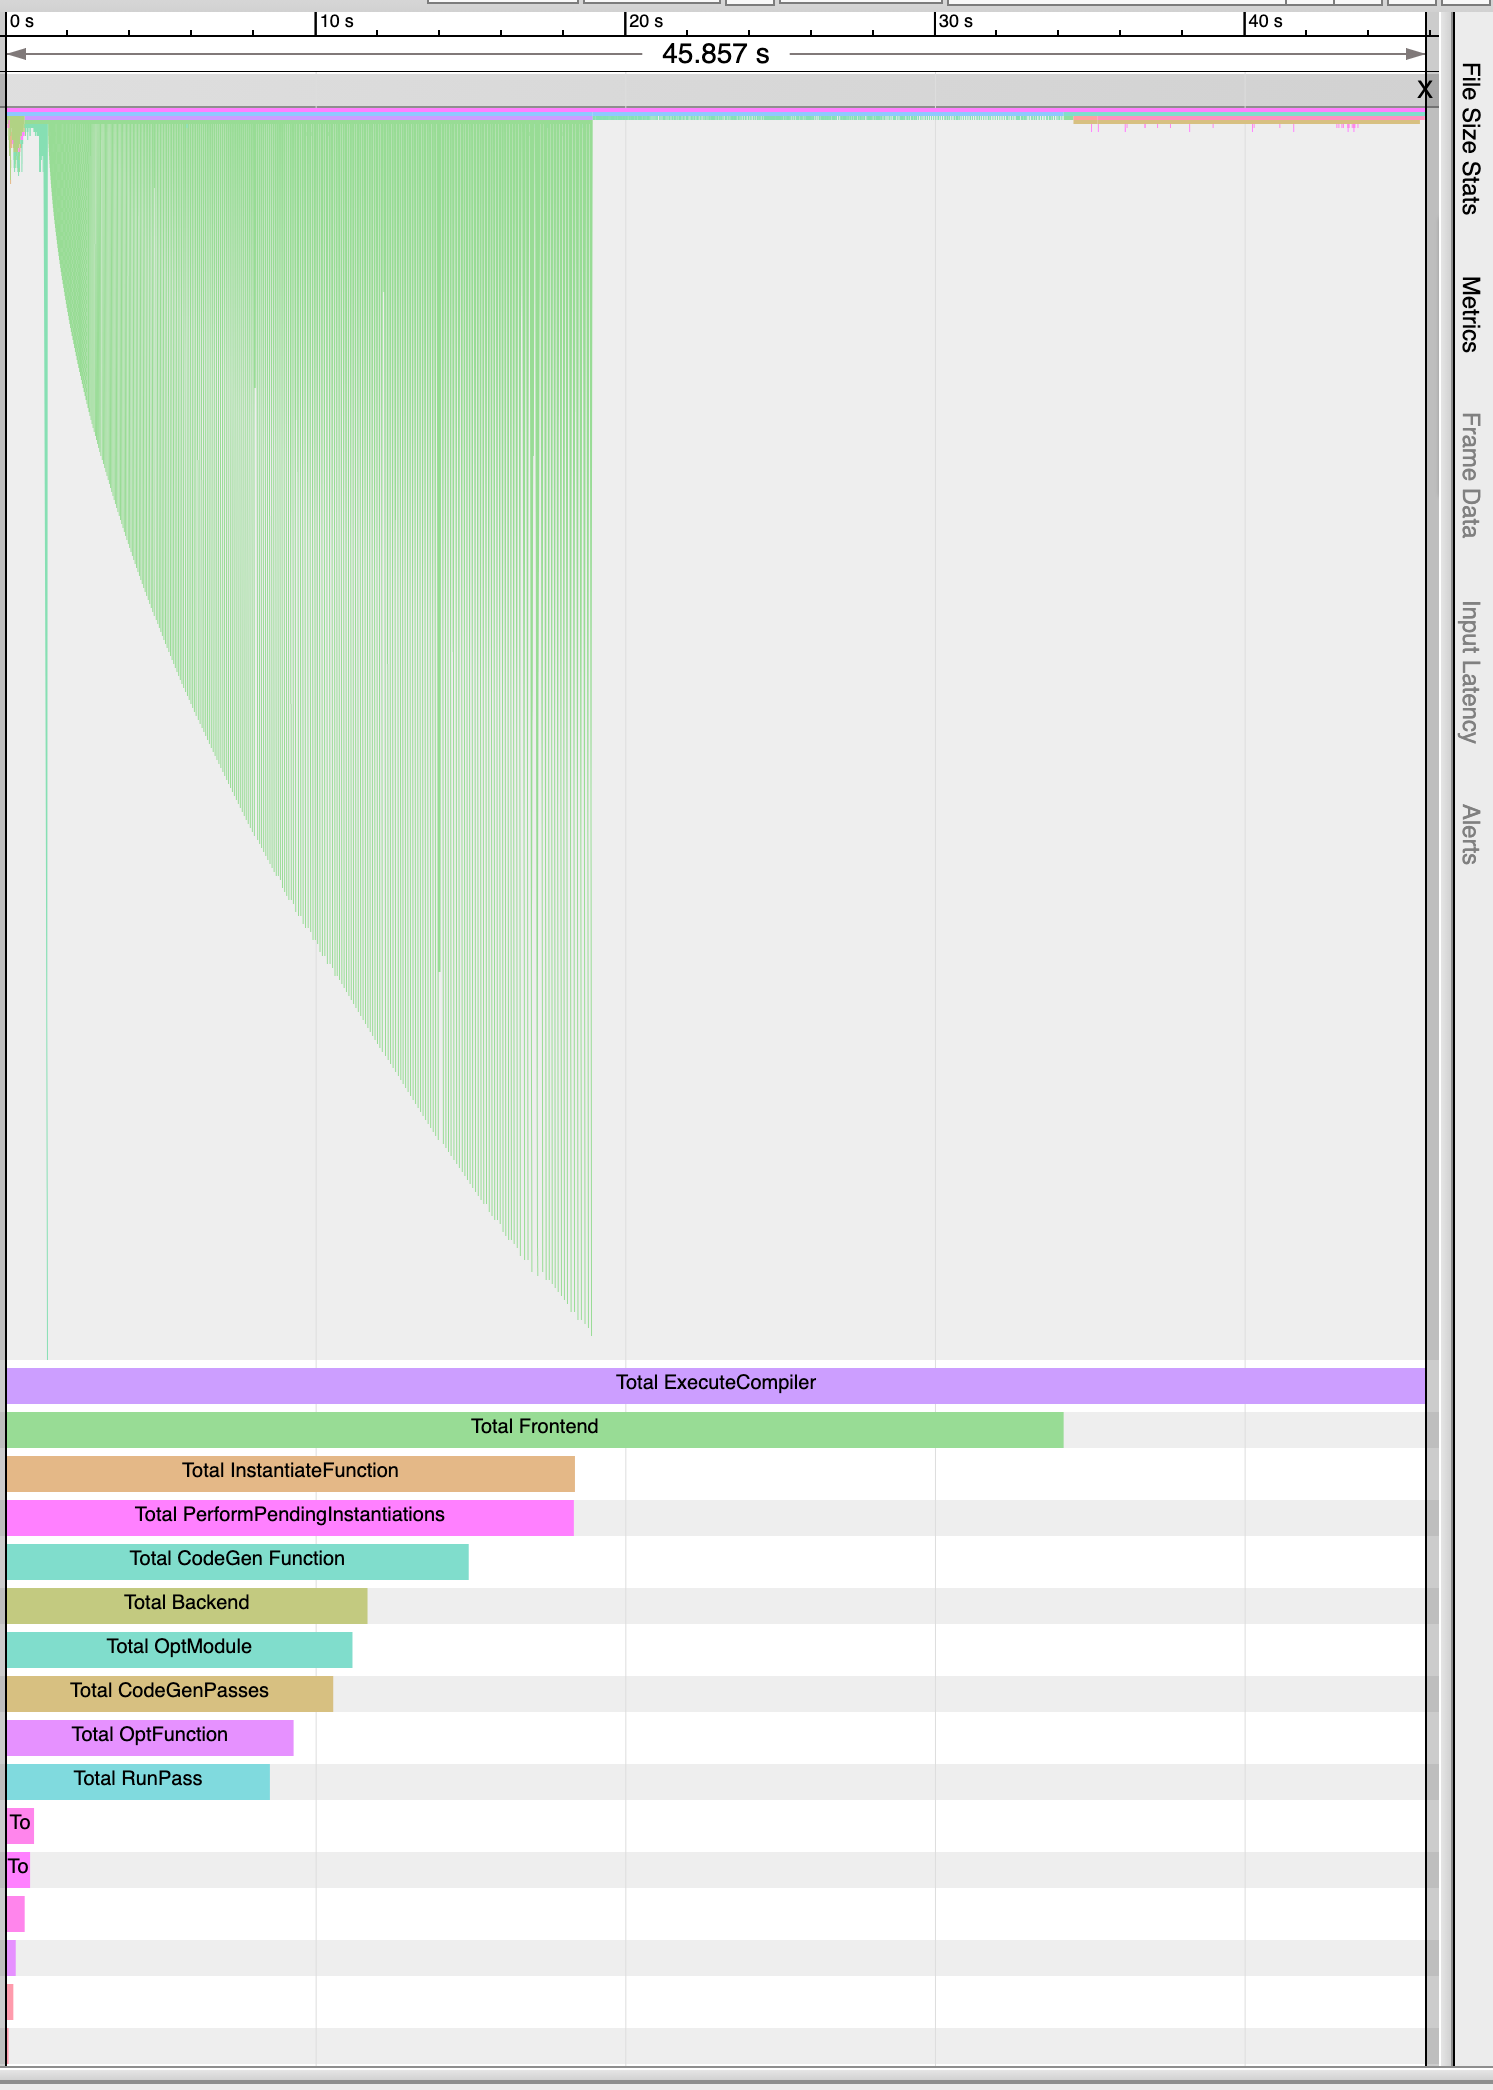 0 s
10 s
20 s
30 s
40 s
45.857 s
X
File Size Stats
Metrics
Frame Data
Input Latency
Alerts
Total ExecuteCompiler
Total Frontend
Total InstantiateFunction
Total PerformPendingInstantiations
Total CodeGen Function
Total Backend
Total OptModule
Total CodeGenPasses
Total OptFunction
Total RunPass
To
To